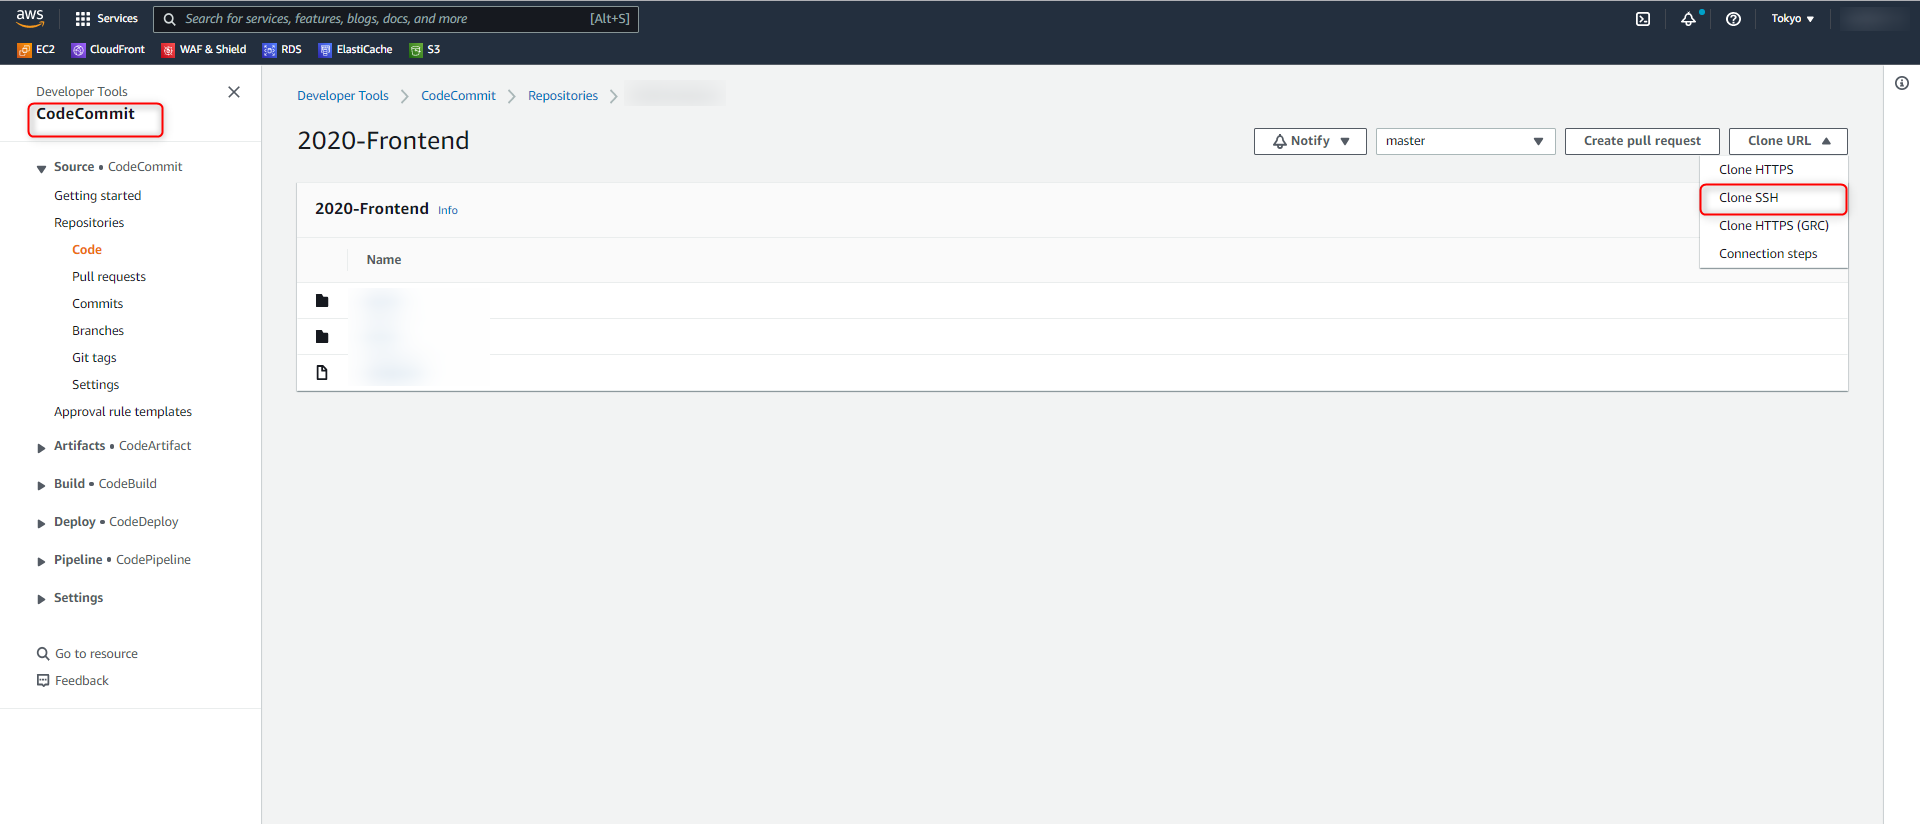 aws
Services
Search for services, features, blogs, docs, and more [Alt+S]
Tokyo
EC2 CloudFront WAF & Shield RDS ElastiCache S3
Developer Tools
CodeCommit
Source • CodeCommit
Getting started
Repositories
Code
Pull requests
Commits
Branches
Git tags
Settings
Approval rule templates
Artifacts • CodeArtifact
Build • CodeBuild
Deploy • CodeDeploy
Pipeline • CodePipeline
Settings
Go to resource
Feedback
Developer Tools CodeCommit Repositories
2020-Frontend
Notify
master
Create pull request
Clone URL
Clone HTTPS
Clone SSH
Clone HTTPS (GRC)
Connection steps
2020-Frontend Info
Name